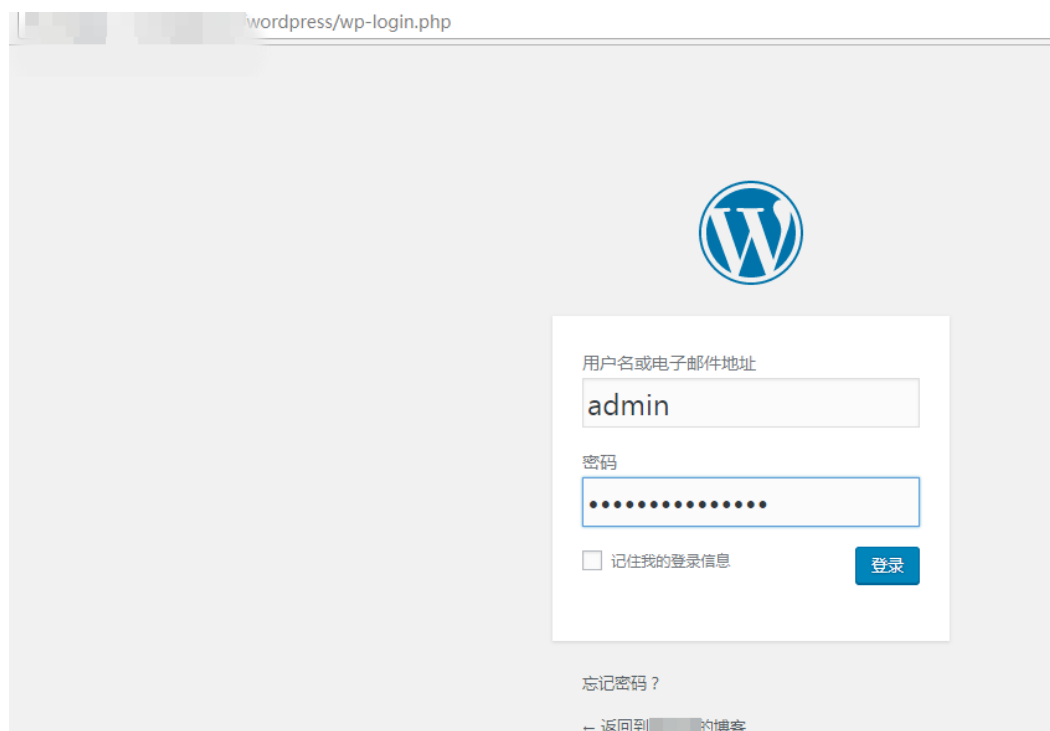 wordpress/wp-login.php
用户名或电子邮件地址
admin
密码
•••••••••••••••
记住我的登录信息
登录
忘记密码？
← 返回到 的博客